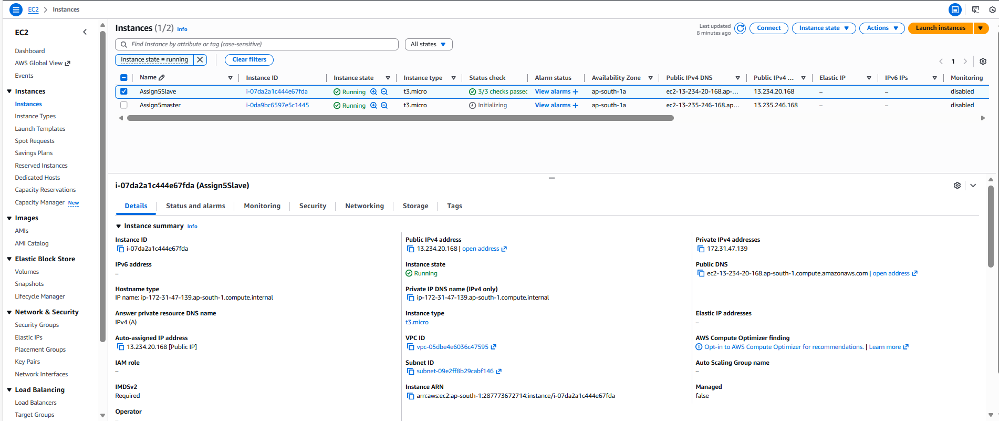 EC2 > Instances
EC2
Dashboard
AWS Global View
Events
Instances
Instances
Instance Types
Launch Templates
Spot Requests
Savings Plans
Reserved Instances
Dedicated Hosts
Capacity Reservations
Capacity Manager New
Images
AMIs
AMI Catalog
Elastic Block Store
Volumes
Snapshots
Lifecycle Manager
Network & Security
Security Groups
Elastic IPs
Placement Groups
Key Pairs
Network Interfaces
Load Balancing
Load Balancers
Target Groups
Instances (1/2) Info
Last updated
8 minutes ago
Connect
Instance state
Actions
Launch instances
Find Instance by attribute or tag (case-sensitive)
All states
Instance state = running
Clear filters
1
Name Instance ID Instance state Instance type Status check Alarm status Availability Zone Public IPv4 DNS Public IPv4 ... Elastic IP IPv6 IPs Monitoring
Assign5Slave i-07da2a1c444e67fda Running t3.micro 3/3 checks passed View alarms + ap-south-1a ec2-13-234-20-168.ap-... 13.234.20.168 – – disabled
Assign5master i-0da9bc6597e5c1445 Running t3.micro Initializing View alarms + ap-south-1a ec2-13-235-246-168.ap... 13.235.246.168 – – disabled
i-07da2a1c444e67fda (Assign5Slave)
Details Status and alarms Monitoring Security Networking Storage Tags
Instance summary Info
Instance ID
i-07da2a1c444e67fda
IPv6 address
–
Hostname type
IP name: ip-172-31-47-139.ap-south-1.compute.internal
Answer private resource DNS name
IPv4 (A)
Auto-assigned IP address
13.234.20.168 [Public IP]
IAM role
–
IMDSv2
Required
Operator
Public IPv4 address
13.234.20.168 | open address
Instance state
Running
Private IP DNS name (IPv4 only)
ip-172-31-47-139.ap-south-1.compute.internal
Instance type
t3.micro
VPC ID
vpc-05dbe4e6036c47595
Subnet ID
subnet-09e2ff8b29cabf146
Instance ARN
arn:aws:ec2:ap-south-1:287773672714:instance/i-07da2a1c444e67fda
Private IPv4 addresses
172.31.47.139
Public DNS
ec2-13-234-20-168.ap-south-1.compute.amazonaws.com | open address
Elastic IP addresses
–
AWS Compute Optimizer finding
Opt-in to AWS Compute Optimizer for recommendations. | Learn more
Auto Scaling Group name
–
Managed
false